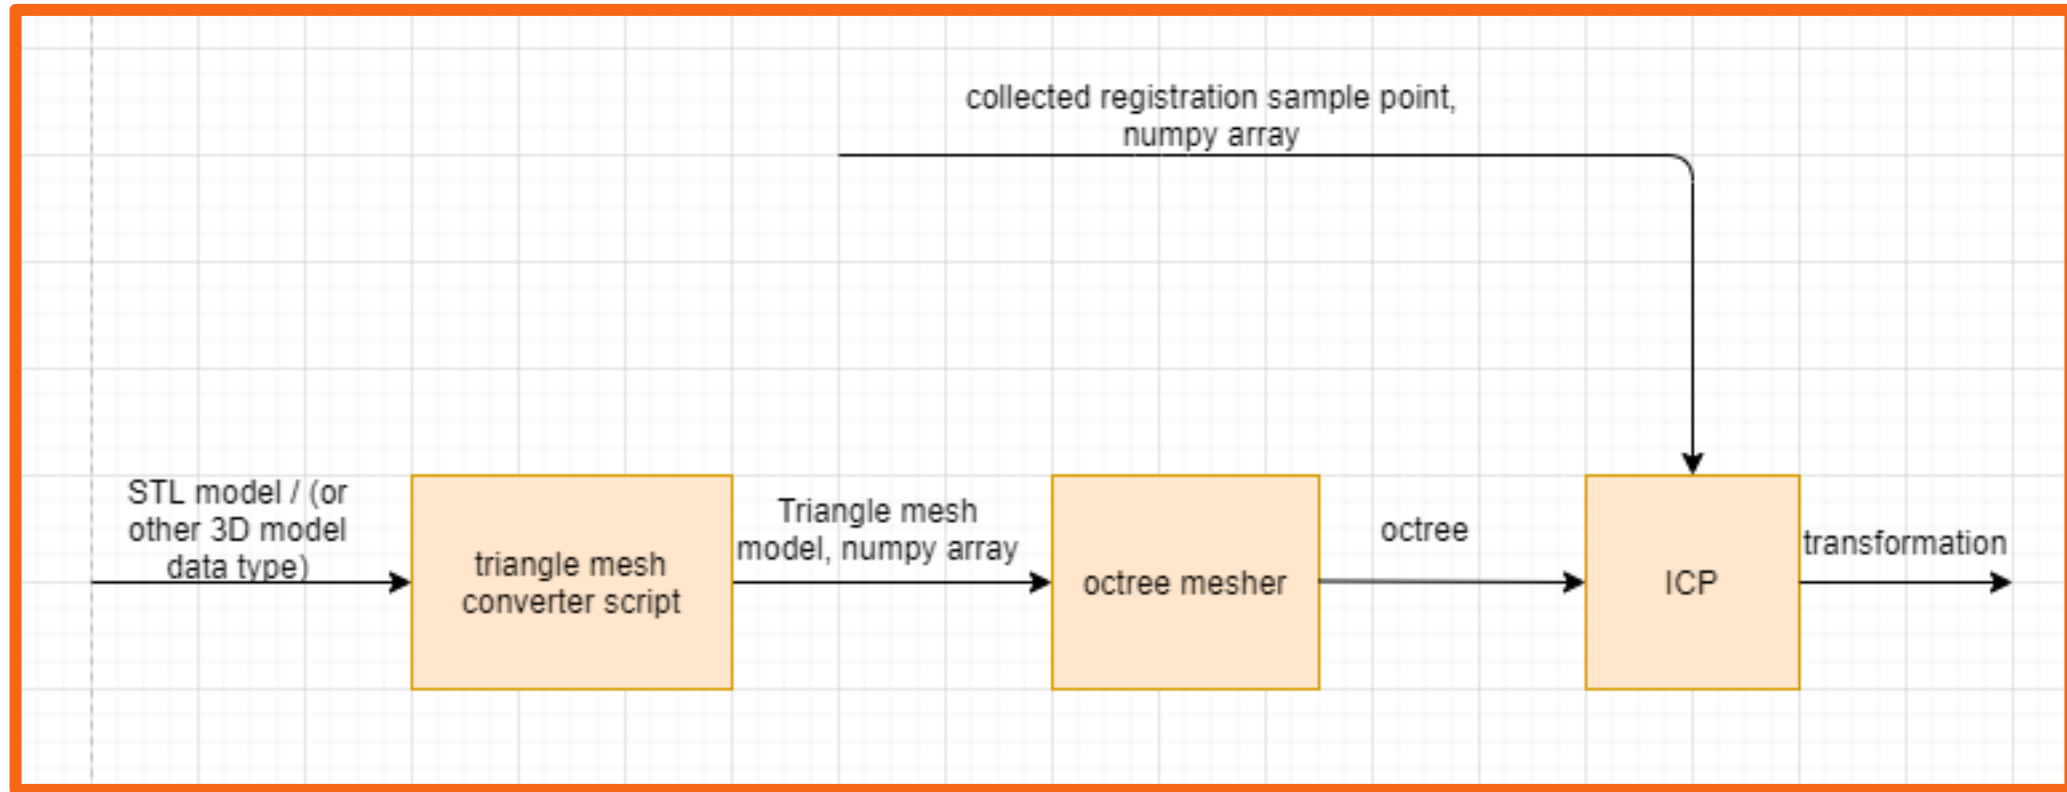 collected registration sample point,
numpy array
STL model / (or
other 3D model
data type)
triangle mesh
converter script
Triangle mesh
model, numpy array
octree mesher
octree
ICP
transformation